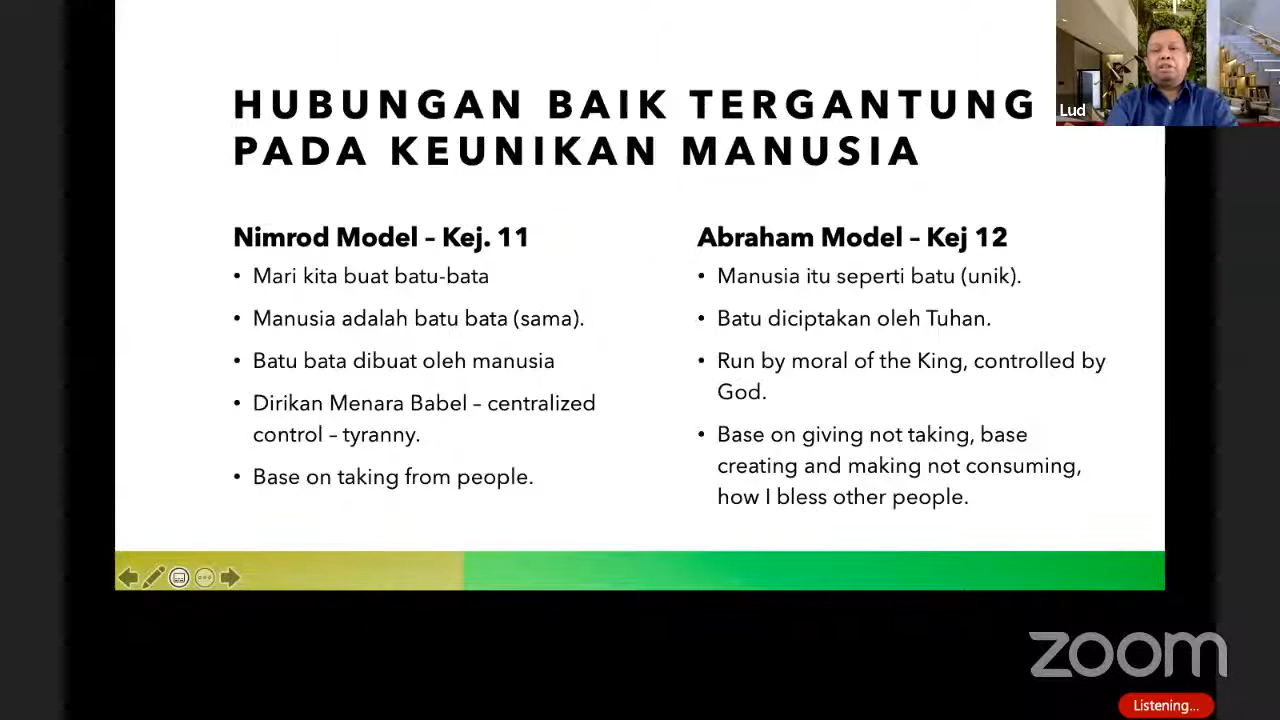 HUBUNGAN BAIK TERGANTUNG
PADA KEUNIKAN MANUSIA
Lud
Nimrod Model – Kej. 11
• Mari kita buat batu-bata
• Manusia adalah batu bata (sama).
• Batu bata dibuat oleh manusia
• Dirikan Menara Babel – centralized
control – tyranny.
• Base on taking from people.
Abraham Model – Kej 12
• Manusia itu seperti batu (unik).
• Batu diciptakan oleh Tuhan.
• Run by moral of the King, controlled by
God.
• Base on giving not taking, base
creating and making not consuming,
how I bless other people.
zoom
Listening...